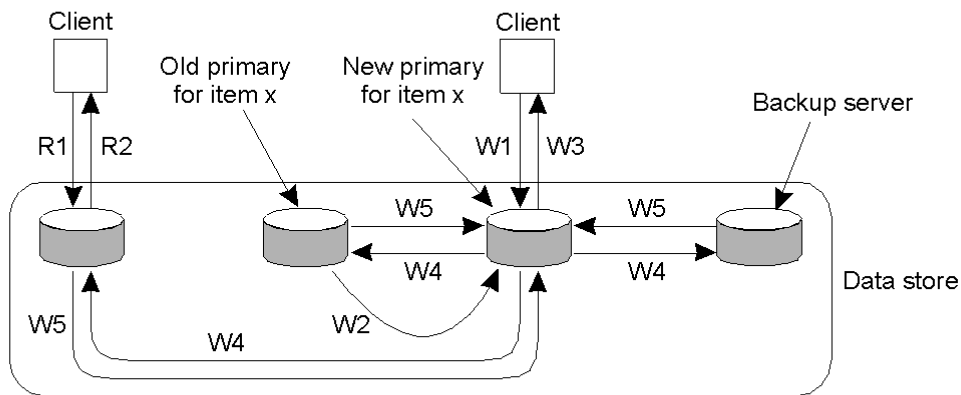 Client
Client
Old primary
for item x
New primary
for item x
Backup server
R1
R2
W1
W3
W5
W5
W4
W4
Data store
W5
W4
W2